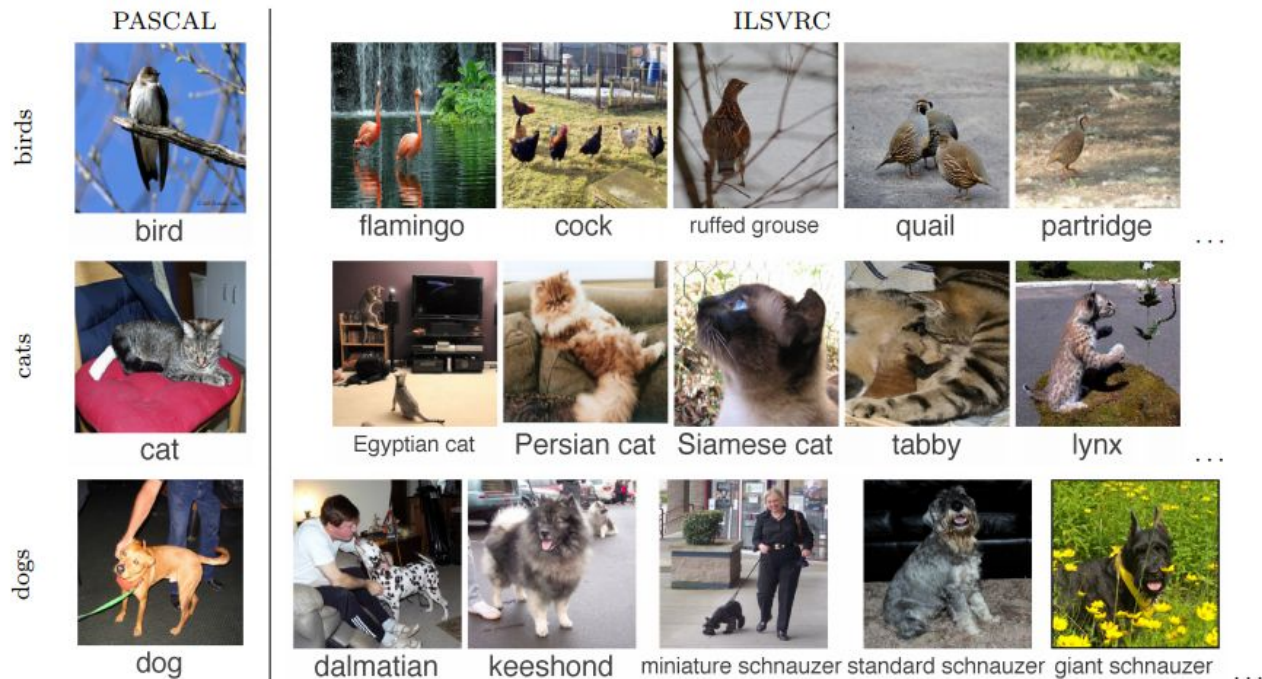 PASCAL
ILSVRC
birds
bird
flamingo
cock
ruffed grouse
quail
partridge
...
cats
cat
Egyptian cat
Persian cat
Siamese cat
tabby
lynx
...
dogs
dog
dalmatian
keeshond
miniature schnauzer
standard schnauzer
giant schnauzer
...